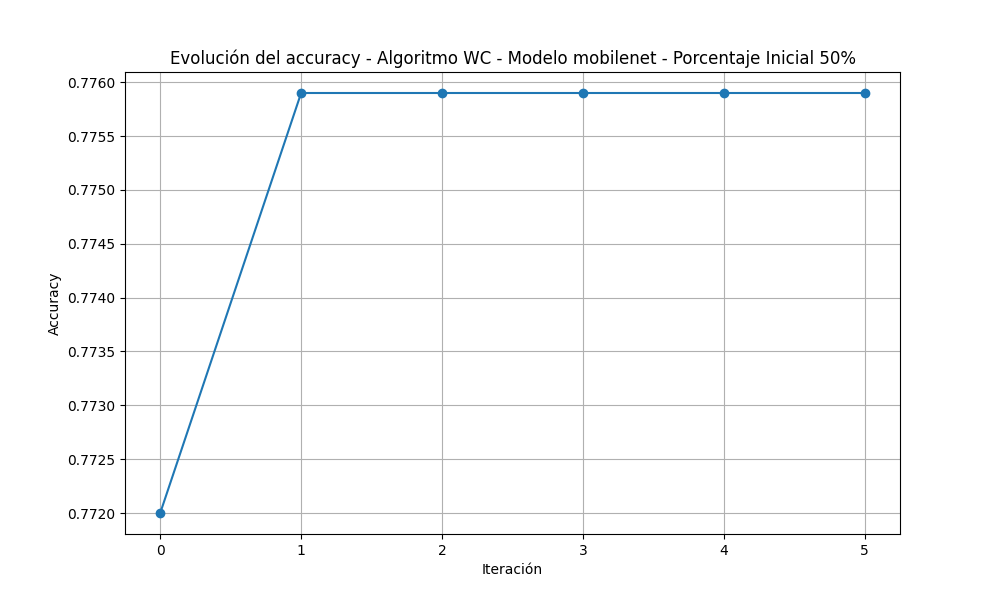 Evolución del accuracy - Algoritmo WC - Modelo mobilenet - Porcentaje Inicial 50%
0.7760
0.7755
0.7750
0.7745
0.7740
0.7735
0.7730
0.7725
0.7720
Accuracy
0 1 2 3 4 5
Iteración